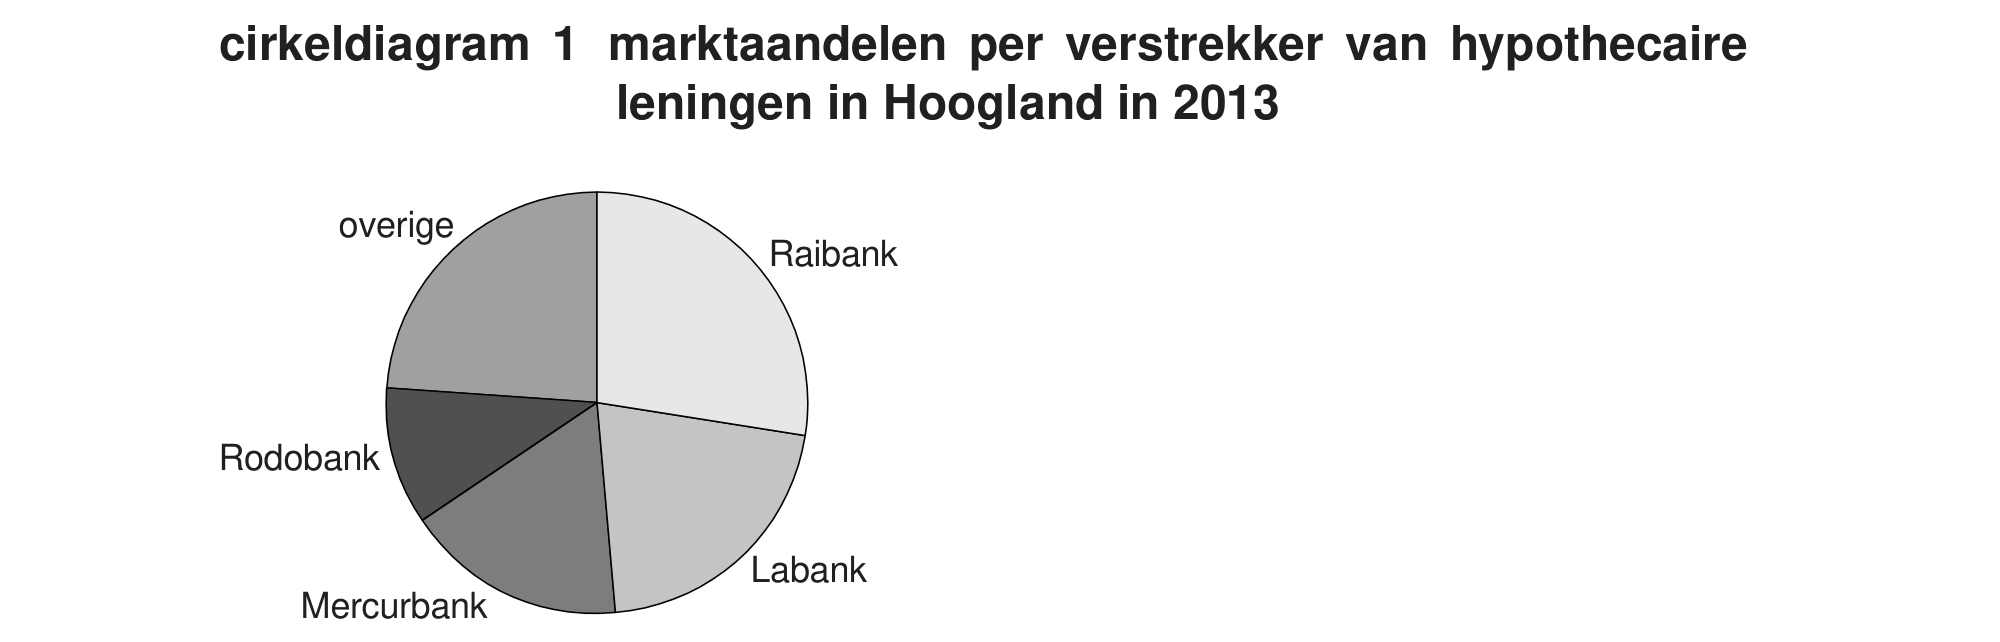 cirkeldiagram 1 marktaandelen per verstrekker van hypothecaire
leningen in Hoogland in 2013
overige
Raibank
Rodobank
Labank
Mercurbank